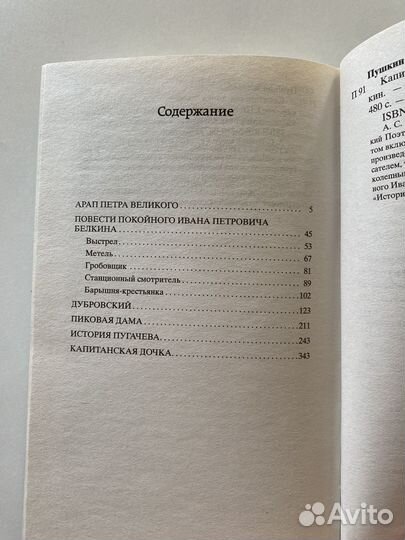 Содержание
АРАП ПЕТРА ВЕЛИКОГО 5
ПОВЕСТИ ПОКОЙНОГО ИВАНА ПЕТРОВИЧА
БЕЛКИНА 45
Выстрел 53
Метель 67
Гробовщик 81
Станционный смотритель 89
Барышня-крестьянка 102
ДУБРОВСКИЙ 123
ПИКОВАЯ ДАМА 211
ИСТОРИЯ ПУГАЧЕВА 243
КАПИТАНСКАЯ ДОЧКА 343
Пушкин
П 91 Капи
кин. —
480 с.
ISBN
А. С.
кий Поэт
том вклю
произвед
сателем,
колепны
ного Ива
«Истори
Avito